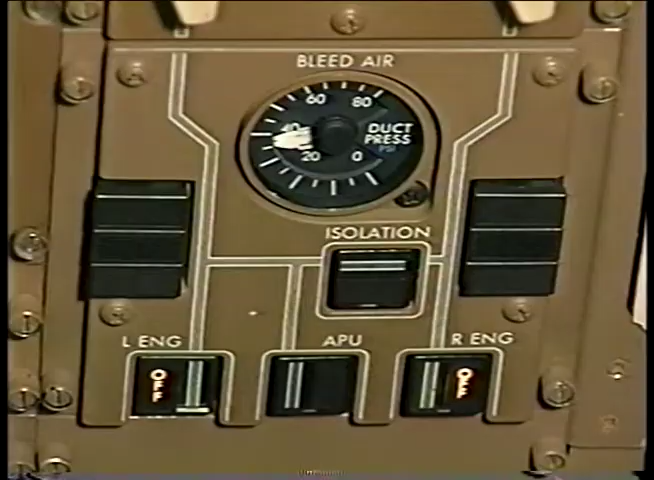 BLEED AIR
60 80
40 DUCT
PRESS
PSI
20 0
ISOLATION
L ENG APU R ENG
OFF OFF